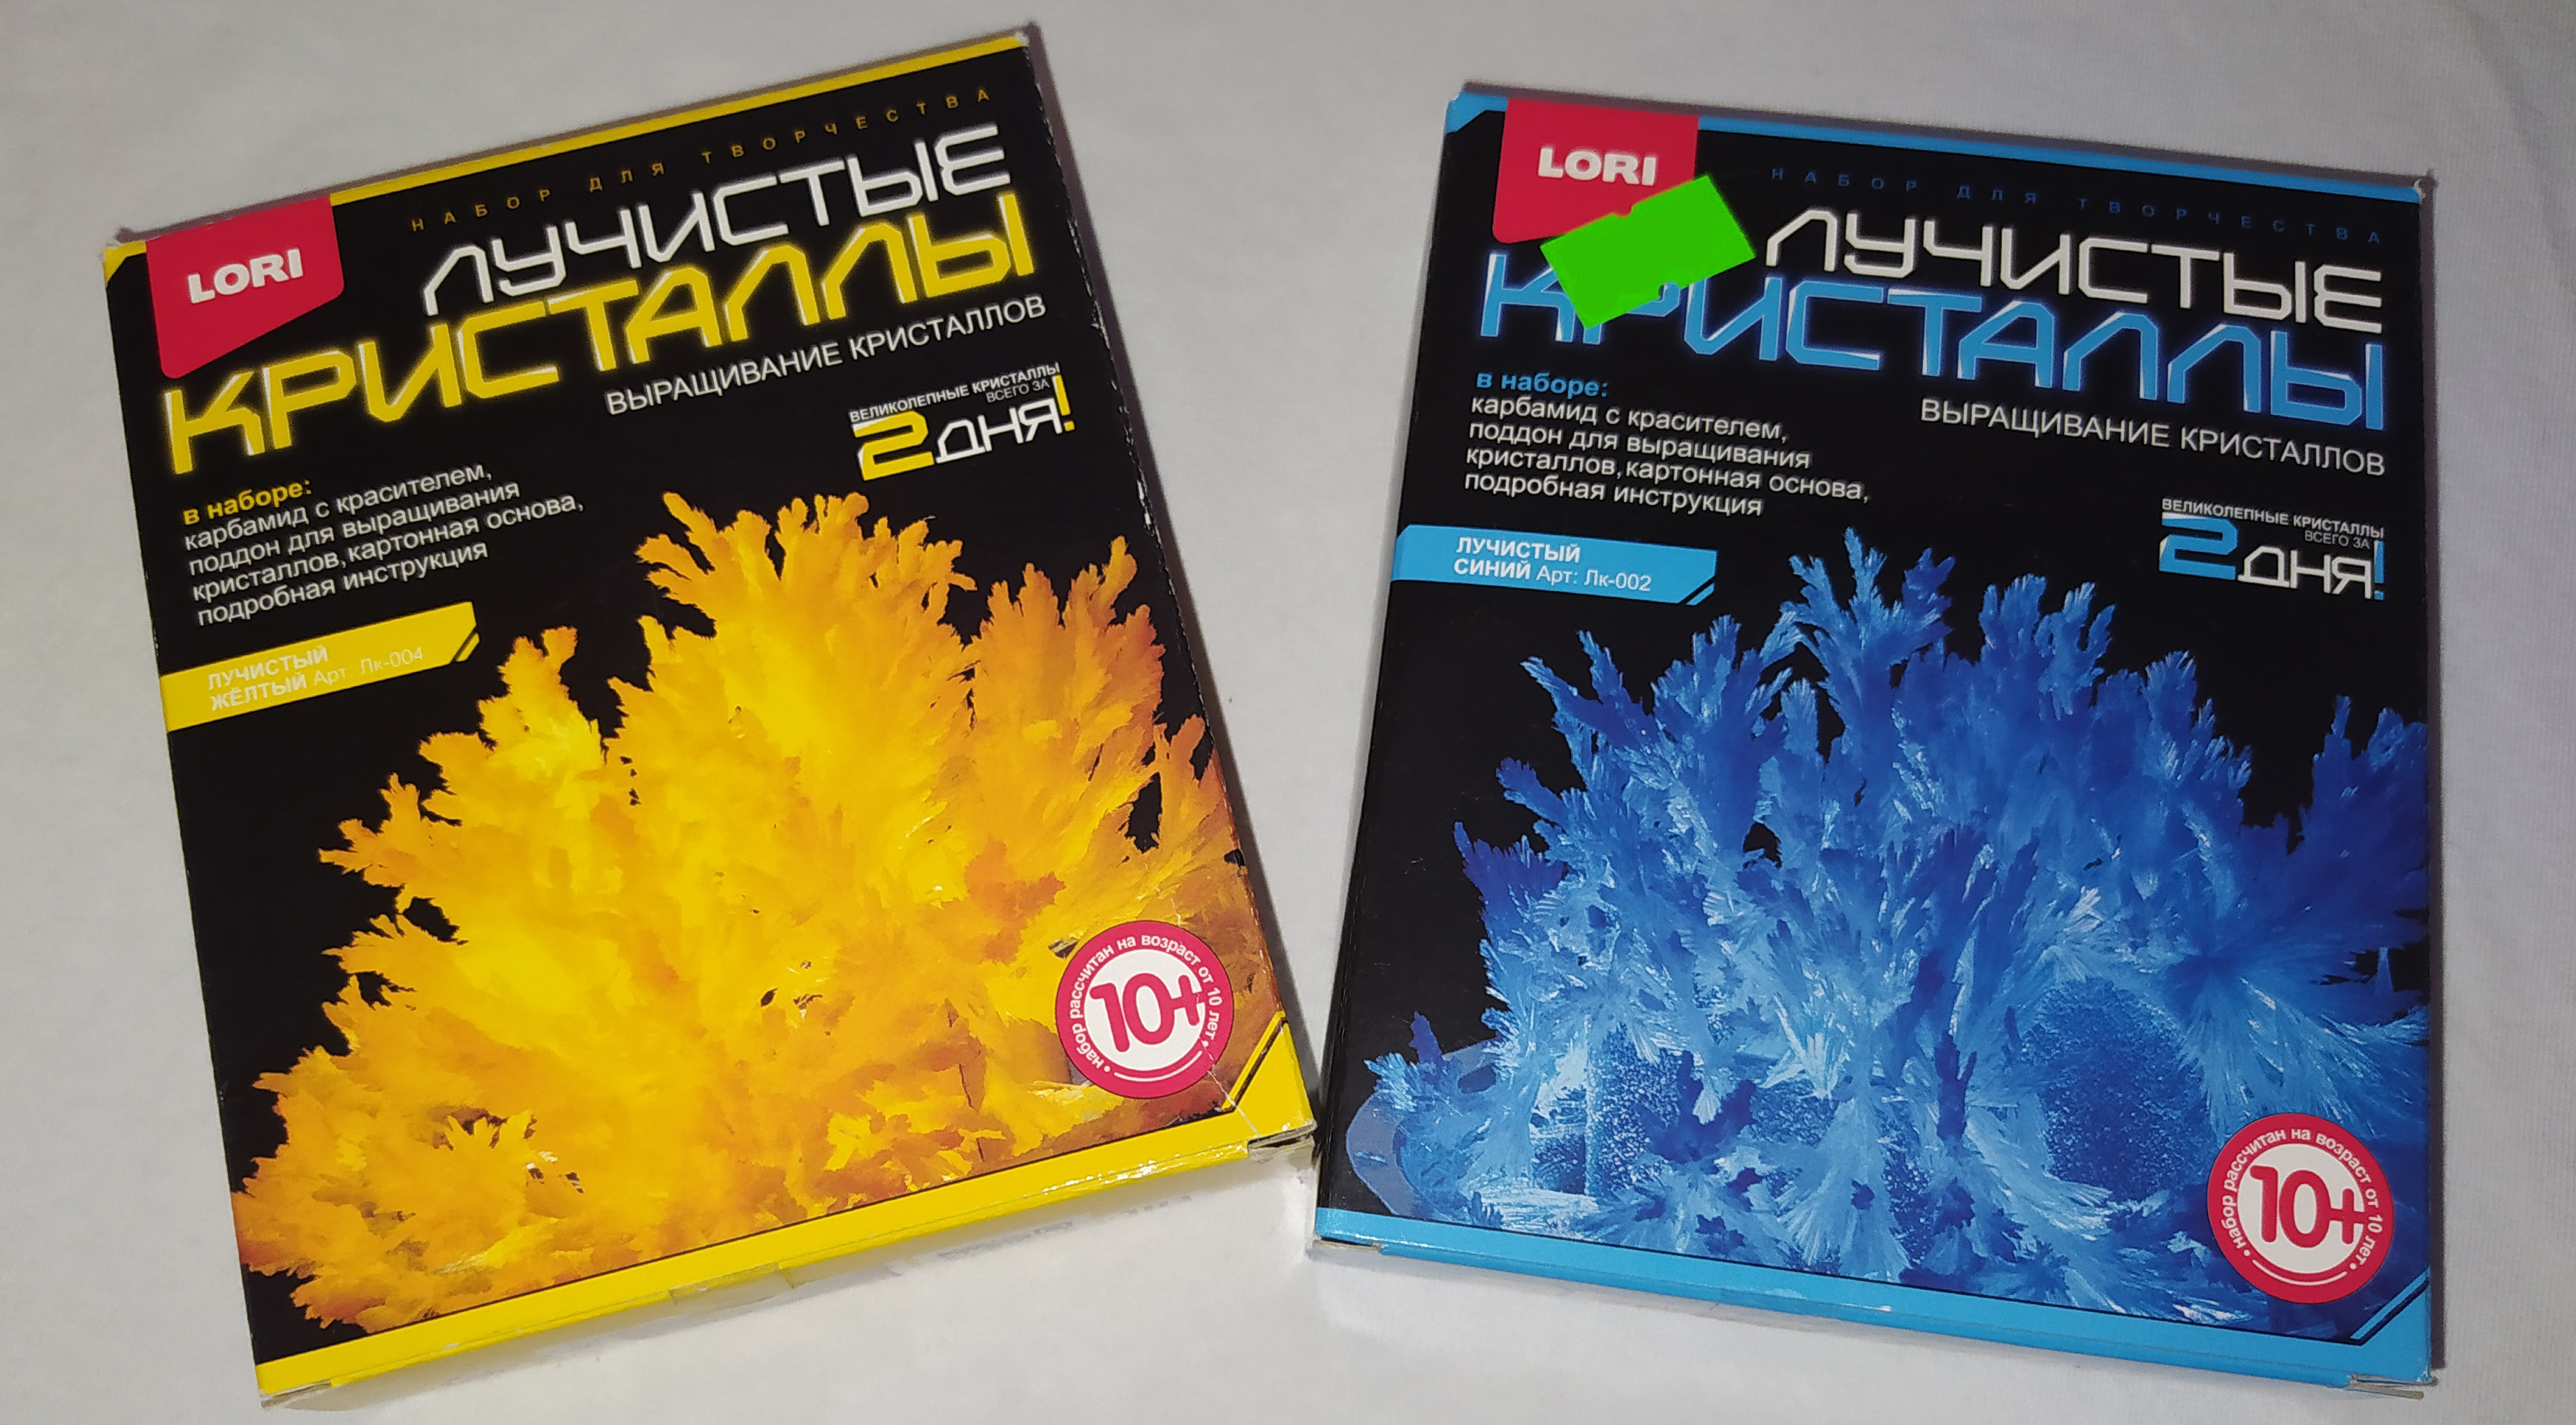 LORI
НАБОР ДЛЯ ТВОРЧЕСТВА
ЛУЧИСТЫЕ
КРИСТАЛЛЫ
ВЫРАЩИВАНИЕ КРИСТАЛЛОВ
ВЕЛИКОЛЕПНЫЕ КРИСТАЛЛЫ
ВСЕГО ЗА
2 ДНЯ!
в наборе:
карбамид с красителем,
поддон для выращивания
кристаллов, картонная основа,
подробная инструкция
ЛУЧИСТЫЙ
ЖЁЛТЫЙ Арт: Лк-004
• набор рассчитан на возраст от 10 лет •
10+
LORI
НАБОР ДЛЯ ТВОРЧЕСТВА
ЛУЧИСТЫЕ
КРИСТАЛЛЫ
ВЫРАЩИВАНИЕ КРИСТАЛЛОВ
в наборе:
карбамид с красителем,
поддон для выращивания
кристаллов, картонная основа,
подробная инструкция
ВЕЛИКОЛЕПНЫЕ КРИСТАЛЛЫ
ВСЕГО ЗА
2 ДНЯ!
ЛУЧИСТЫЙ
СИНИЙ Арт: Лк-002
• набор рассчитан на возраст от 10 лет •
10+